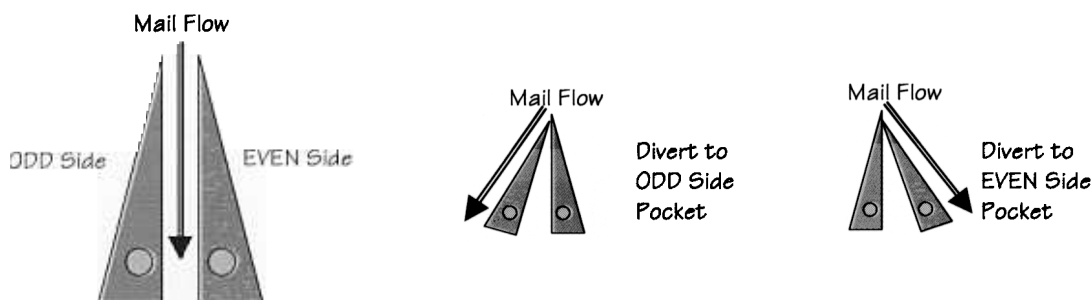 Mail Flow
ODD Side
EVEN Side
Mail Flow
Divert to
ODD Side
Pocket
Mail Flow
Divert to
EVEN Side
Pocket